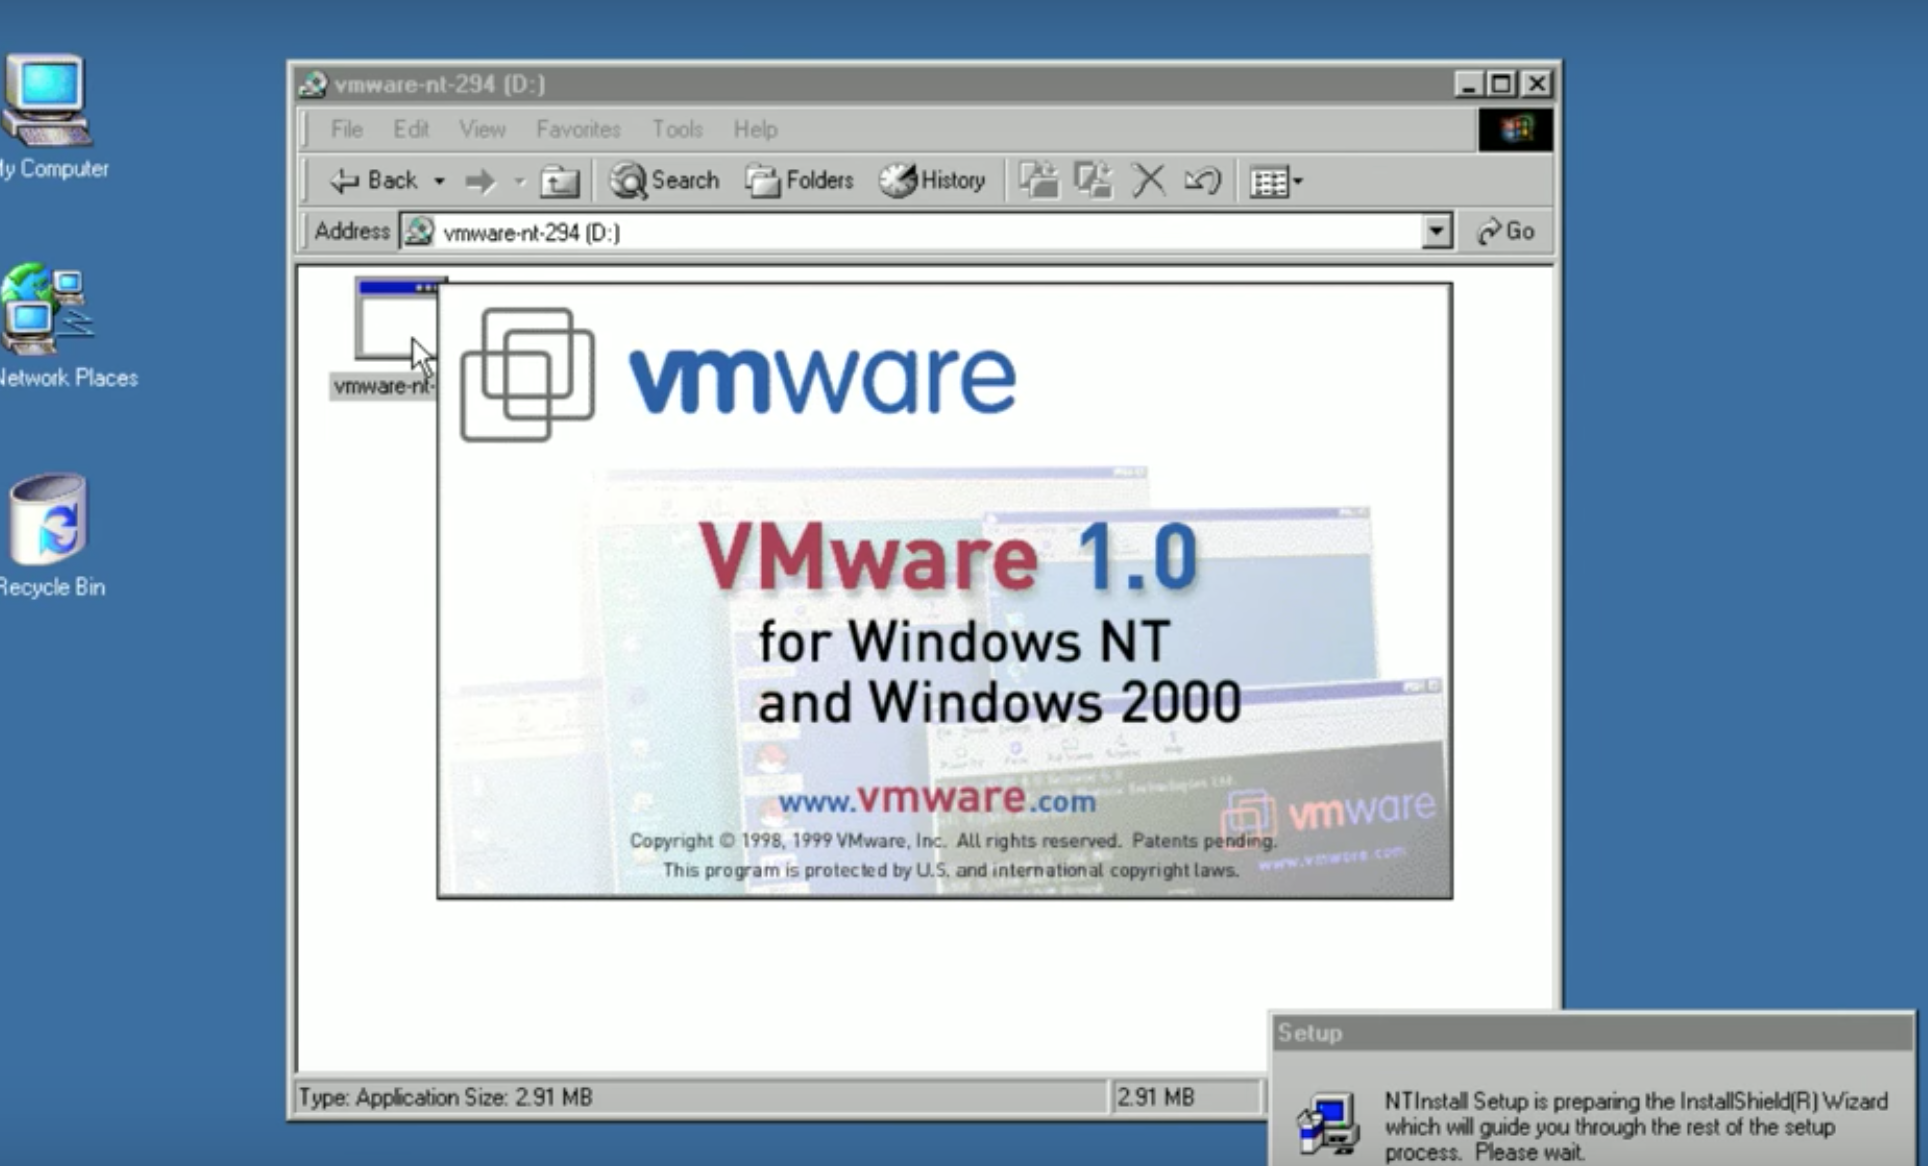 vmware-nt-294 (D:)
File Edit View Favorites Tools Help
Back Search Folders History
Address vmware-nt-294 (D:) Go
My Computer
Network Places
Recycle Bin
vmware-nt-
vmware
VMware 1.0
for Windows NT
and Windows 2000
www.vmware.com
vmware
www.vmware.com
Copyright © 1998, 1999 VMware, Inc. All rights reserved. Patents pending.
This program is protected by U.S. and international copyright laws.
Type: Application Size: 2.91 MB 2.91 MB
Setup
NTInstall Setup is preparing the InstallShield(R) Wizard
which will guide you through the rest of the setup
process. Please wait.